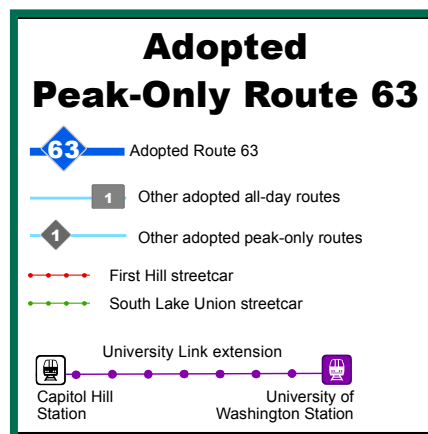 Adopted
Peak-Only Route 63
63 Adopted Route 63
1 Other adopted all-day routes
1 Other adopted peak-only routes
First Hill streetcar
South Lake Union streetcar
University Link extension
Capitol Hill
Station
University of
Washington Station